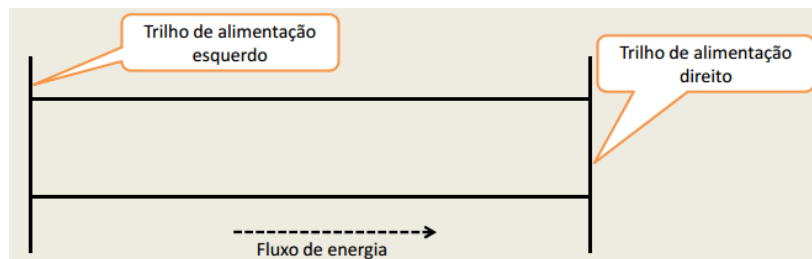 Trilho de alimentação
esquerdo
Trilho de alimentação
direito
Fluxo de energia